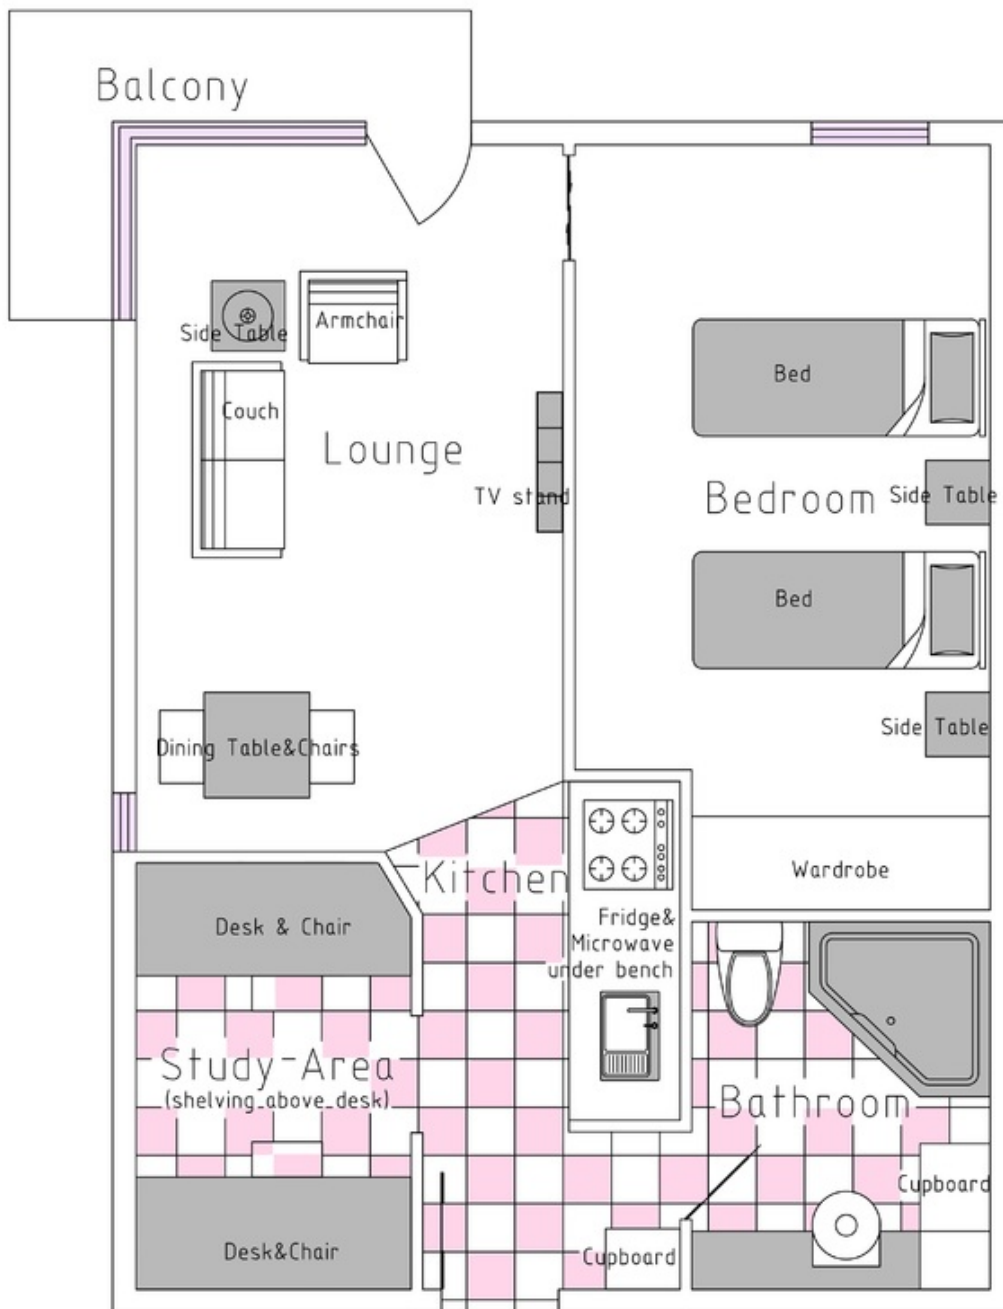 Balcony
Side Table
Armchair
Couch
Lounge
TV stand
Bed
Bedroom
Side Table
Bed
Side Table
Dining Table&Chairs
Kitchen
Wardrobe
Desk & Chair
Fridge&
Microwave
under bench
Study-Area
(shelving above desk)
Bathroom
Cupboard
Desk&Chair
Cupboard